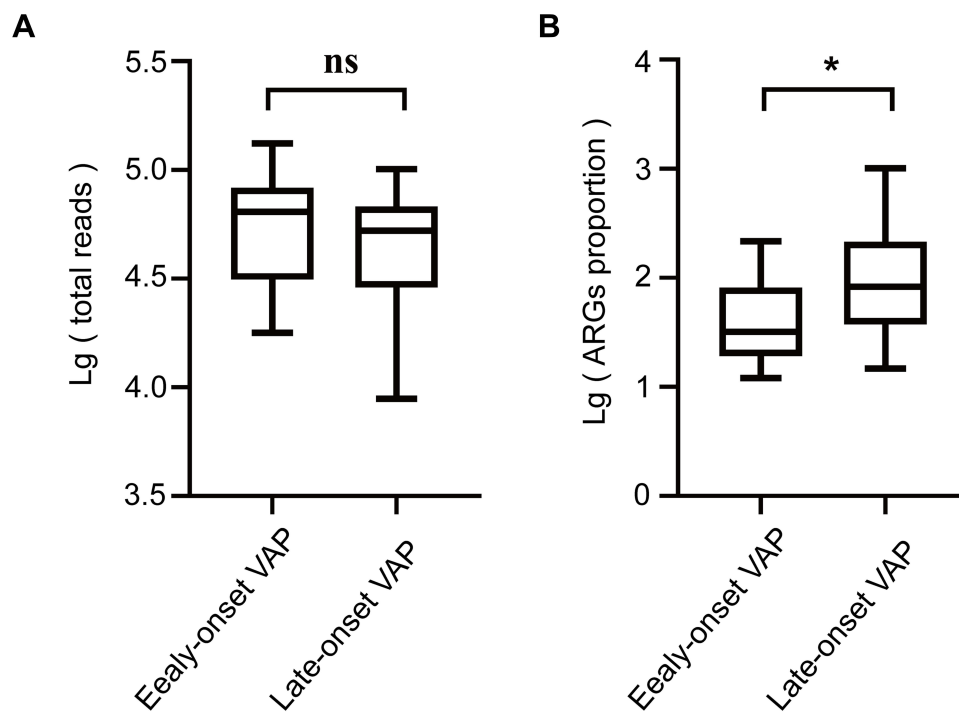 A
B
5.5
5.0
4.5
4.0
3.5
Lg ( total reads )
ns
Eealy-onset VAP
Late-onset VAP
4
3
2
1
0
Lg ( ARGs proportion )
*
Eealy-onset VAP
Late-onset VAP